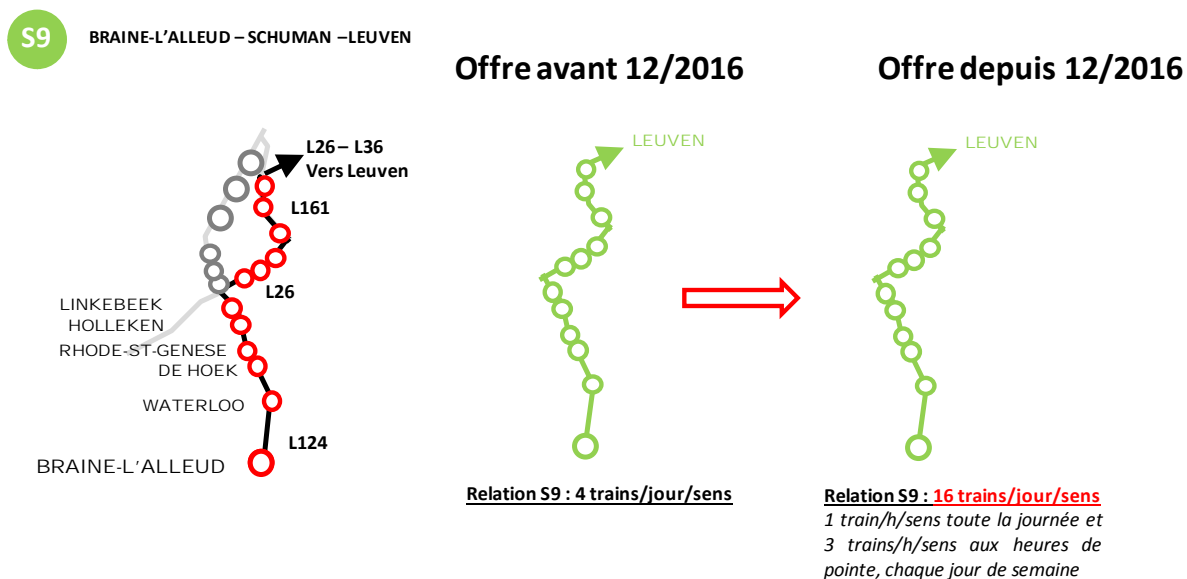 S9
BRAINE-L'ALLEUD – SCHUMAN –LEUVEN
Offre avant 12/2016
Offre depuis 12/2016
L26 – L36
Vers Leuven
L161
L26
LINKEBEEK
HOLLEKEN
RHODE-ST-GENESE
DE HOEK
WATERLOO
L124
BRAINE-L'ALLEUD
LEUVEN
LEUVEN
Relation S9 : 4 trains/jour/sens
Relation S9 : 16 trains/jour/sens
1 train/h/sens toute la journée et
3 trains/h/sens aux heures de
pointe, chaque jour de semaine